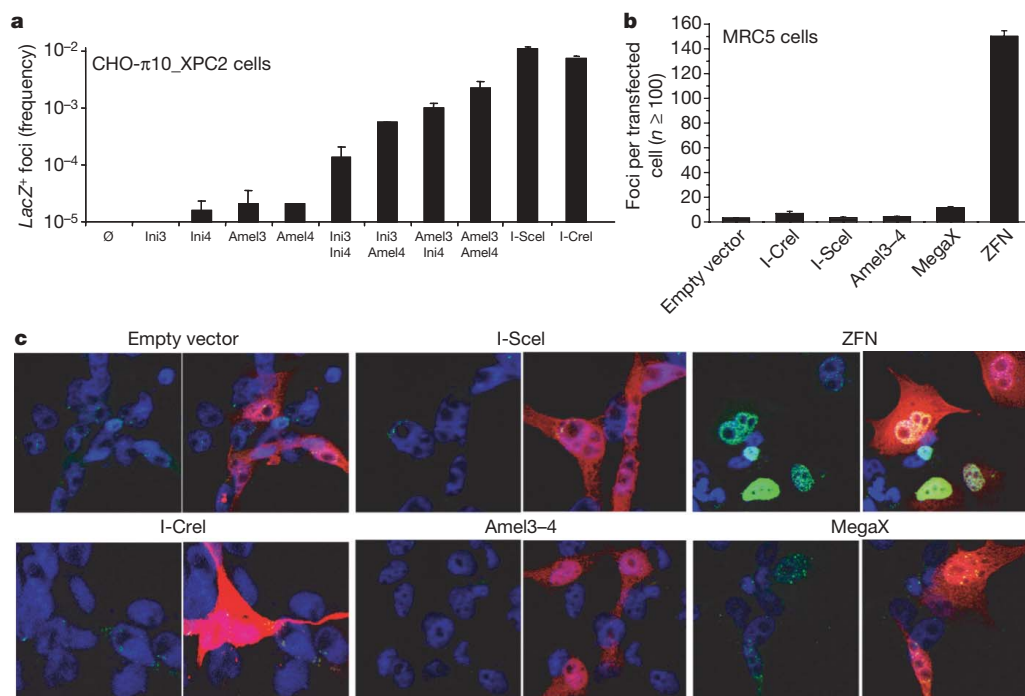 a
CHO-π10_XPC2 cells
LacZ⁺ foci (frequency)
10⁻²
10⁻³
10⁻⁴
10⁻⁵
Ø
Ini3
Ini4
Amel3
Amel4
Ini3 Ini4
Ini3 Amel4
Amel3 Ini4
Amel3 Amel4
I-SceI
I-CreI
b
MRC5 cells
Foci per transfected
cell (n ≥ 100)
160
140
120
100
80
60
40
20
0
Empty vector
I-CreI
I-SceI
Amel3–4
MegaX
ZFN
c
Empty vector
I-SceI
ZFN
I-CreI
Amel3–4
MegaX